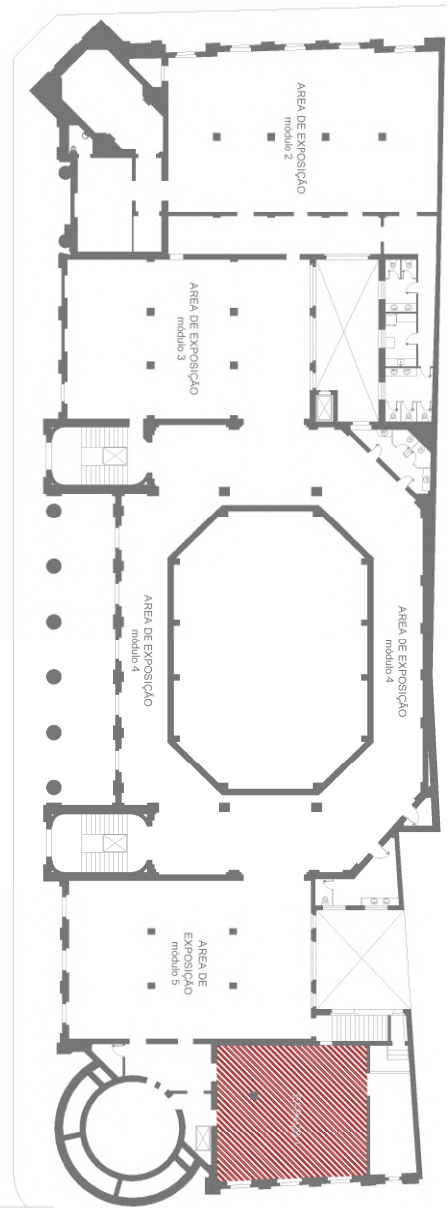 AREA DE EXPOSIÇÃO
módulo 2
AREA DE EXPOSIÇÃO
módulo 3
AREA DE EXPOSIÇÃO
módulo 4
AREA DE EXPOSIÇÃO
módulo 4
AREA DE
EXPOSIÇÃO
módulo 5